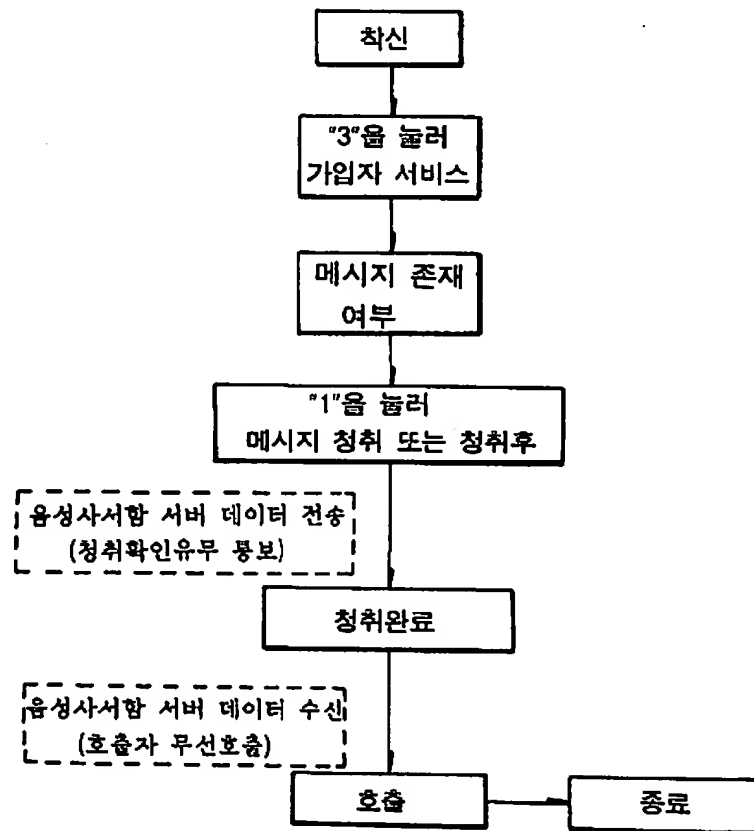 착신
"3"을 눌러
가입자 서비스
메시지 존재
여부
"1"을 눌러
메시지 청취 또는 청취후
음성사서함 서버 데이터 전송
(청취확인유무 통보)
청취완료
음성사서함 서버 데이터 수신
(호출자 무선호출)
호출
종료